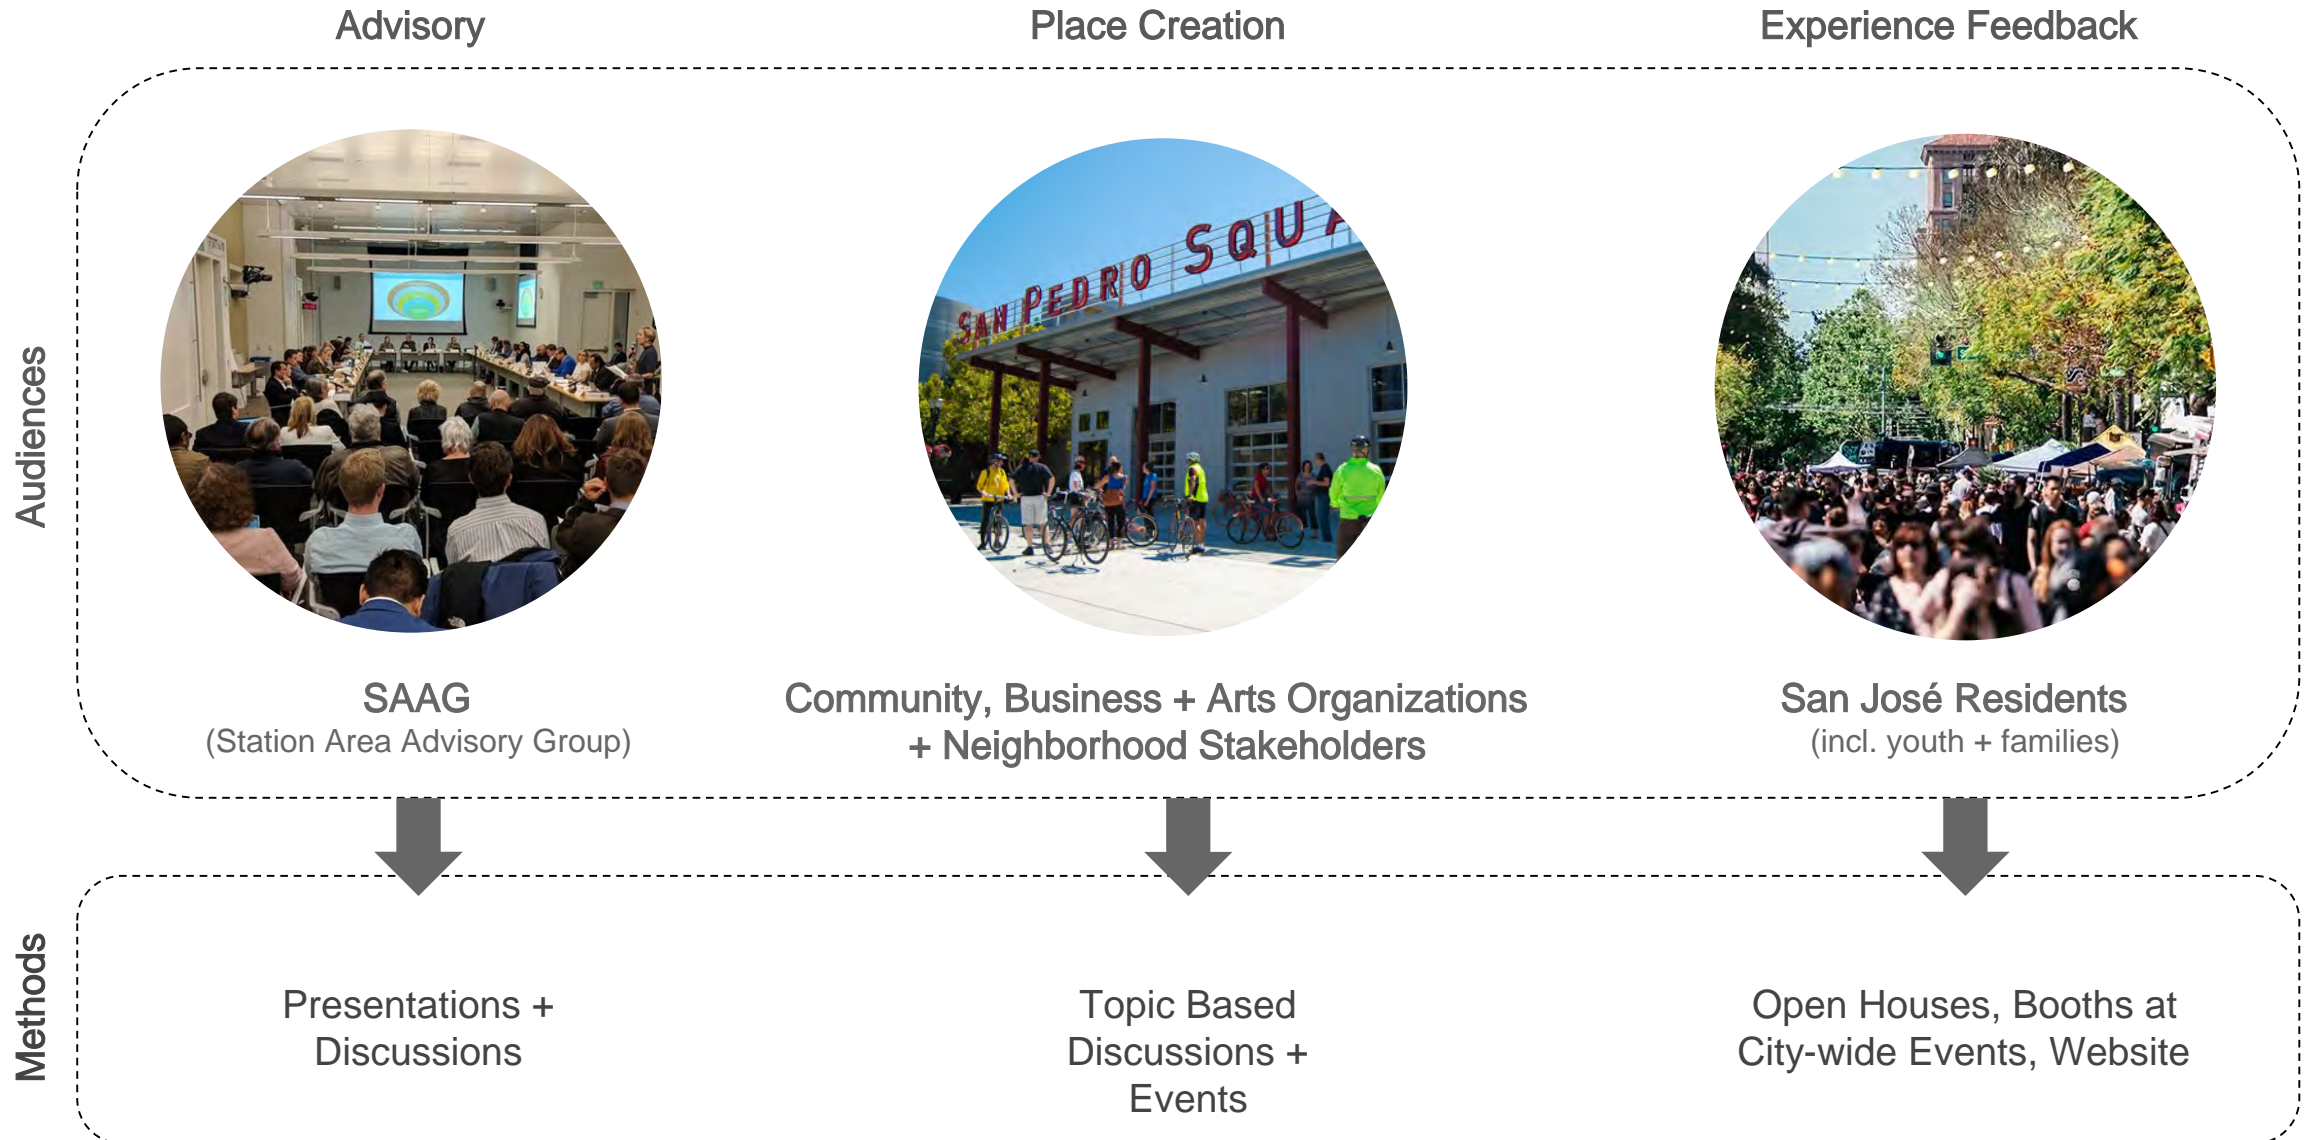 Advisory
Place Creation
Experience Feedback
Audiences
SAN PEDRO SQUA
SAAG
(Station Area Advisory Group)
Community, Business + Arts Organizations
+ Neighborhood Stakeholders
San José Residents
(incl. youth + families)
Methods
Presentations +
Discussions
Topic Based
Discussions +
Events
Open Houses, Booths at
City-wide Events, Website